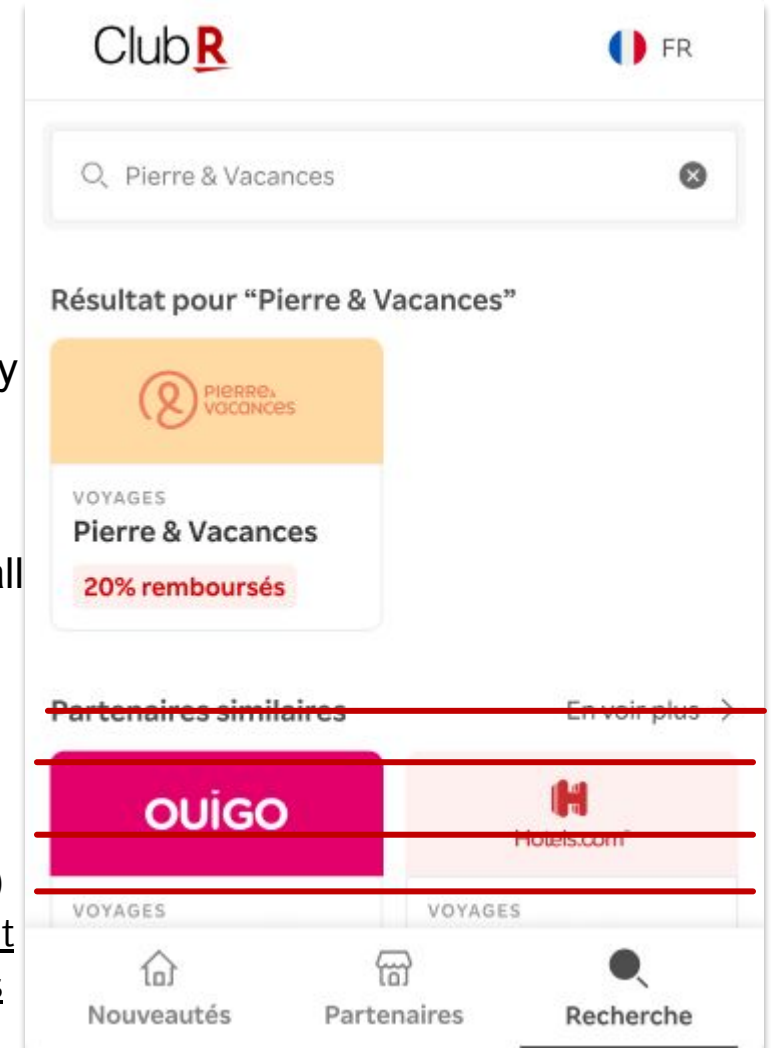 Club R
FR
Pierre & Vacances
Résultat pour “Pierre & Vacances”
y
PIERRE & vacances
VOYAGES
Pierre & Vacances
all
20% remboursés
Partenaires similaires En voir plus
OUIGO
H
Hotels.com
)
VOYAGES VOYAGES
t
s
Nouveautés Partenaires Recherche